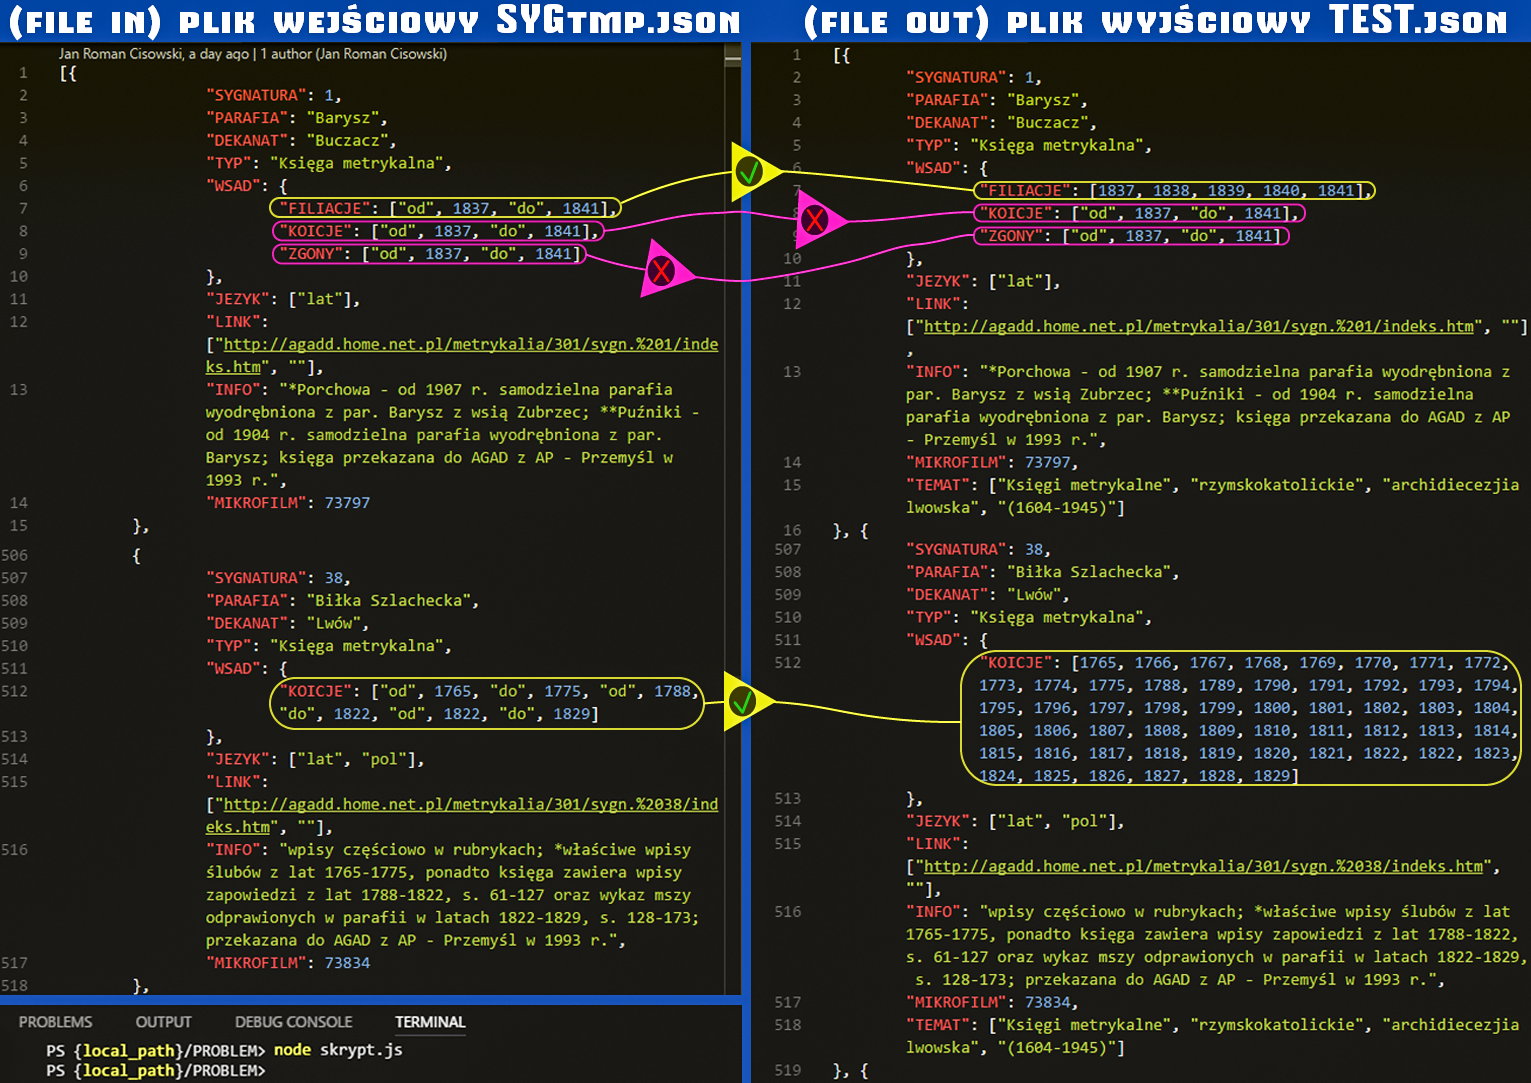 (FILE IN) PLIK WEJŚCIOWY SYGTMP.JSON
Jan Roman Cisowski, a day ago | 1 author (Jan Roman Cisowski)
1 [{
2 "SYGNATURA": 1,
3 "PARAFIA": "Barysz",
4 "DEKANAT": "Buczacz",
5 "TYP": "Księga metrykalna",
6 "WSAD": {
7 "FILIACJE": ["od", 1837, "do", 1841],
8 "KOICJE": ["od", 1837, "do", 1841],
9 "ZGONY": ["od", 1837, "do", 1841]
10 },
11 "JEZYK": ["lat"],
12 "LINK":
["http://agadd.home.net.pl/metrykalia/301/sygn.%201/inde
ks.htm", ""],
13 "INFO": "*Porchowa - od 1907 r. samodzielna parafia
wyodrębniona z par. Barysz z wsią Zubrzec; **Puźniki -
od 1904 r. samodzielna parafia wyodrębniona z par.
Barysz; księga przekazana do AGAD z AP - Przemyśl w
1993 r.",
14 "MIKROFILM": 73797
15 },
506 {
507 "SYGNATURA": 38,
508 "PARAFIA": "Biłka Szlachecka",
509 "DEKANAT": "Lwów",
510 "TYP": "Księga metrykalna",
511 "WSAD": {
512 "KOICJE": ["od", 1765, "do", 1775, "od", 1788,
"do", 1822, "od", 1822, "do", 1829]
513 },
514 "JEZYK": ["lat", "pol"],
515 "LINK":
["http://agadd.home.net.pl/metrykalia/301/sygn.%2038/ind
eks.htm", ""],
516 "INFO": "wpisy częściowo w rubrykach; *właściwe wpisy
ślubów z lat 1765-1775, ponadto księga zawiera wpisy
zapowiedzi z lat 1788-1822, s. 61-127 oraz wykaz mszy
odprawionych w parafii w latach 1822-1829, s. 128-173;
przekazana do AGAD z AP - Przemyśl w 1993 r.",
517 "MIKROFILM": 73834
518 },
PROBLEMS OUTPUT DEBUG CONSOLE TERMINAL
PS {local_path}/PROBLEM> node skrypt.js
PS {local_path}/PROBLEM>
(FILE OUT) PLIK WYJŚCIOWY TEST.JSON
1 [{
2 "SYGNATURA": 1,
3 "PARAFIA": "Barysz",
4 "DEKANAT": "Buczacz",
5 "TYP": "Księga metrykalna",
6 "WSAD": {
7 "FILIACJE": [1837, 1838, 1839, 1840, 1841],
"KOICJE": ["od", 1837, "do", 1841],
"ZGONY": ["od", 1837, "do", 1841]
10 },
11 "JEZYK": ["lat"],
12 "LINK":
["http://agadd.home.net.pl/metrykalia/301/sygn.%201/indeks.htm", ""]
,
13 "INFO": "*Porchowa - od 1907 r. samodzielna parafia wyodrębniona z
par. Barysz z wsią Zubrzec; **Puźniki - od 1904 r. samodzielna
parafia wyodrębniona z par. Barysz; księga przekazana do AGAD z AP
- Przemyśl w 1993 r.",
14 "MIKROFILM": 73797,
15 "TEMAT": ["Księgi metrykalne", "rzymskokatolickie", "archidiecezjia
lwowska", "(1604-1945)"]
16 }, {
507 "SYGNATURA": 38,
508 "PARAFIA": "Biłka Szlachecka",
509 "DEKANAT": "Lwów",
510 "TYP": "Księga metrykalna",
511 "WSAD": {
512 "KOICJE": [1765, 1766, 1767, 1768, 1769, 1770, 1771, 1772,
1773, 1774, 1775, 1788, 1789, 1790, 1791, 1792, 1793, 1794,
1795, 1796, 1797, 1798, 1799, 1800, 1801, 1802, 1803, 1804,
1805, 1806, 1807, 1808, 1809, 1810, 1811, 1812, 1813, 1814,
1815, 1816, 1817, 1818, 1819, 1820, 1821, 1822, 1822, 1823,
1824, 1825, 1826, 1827, 1828, 1829]
513 },
514 "JEZYK": ["lat", "pol"],
515 "LINK":
["http://agadd.home.net.pl/metrykalia/301/sygn.%2038/indeks.htm",
""],
516 "INFO": "wpisy częściowo w rubrykach; *właściwe wpisy ślubów z lat
1765-1775, ponadto księga zawiera wpisy zapowiedzi z lat 1788-1822,
s. 61-127 oraz wykaz mszy odprawionych w parafii w latach 1822-1829,
s. 128-173; przekazana do AGAD z AP - Przemyśl w 1993 r.",
517 "MIKROFILM": 73834,
518 "TEMAT": ["Księgi metrykalne", "rzymskokatolickie", "archidiecezjia
lwowska", "(1604-1945)"]
519 }, {